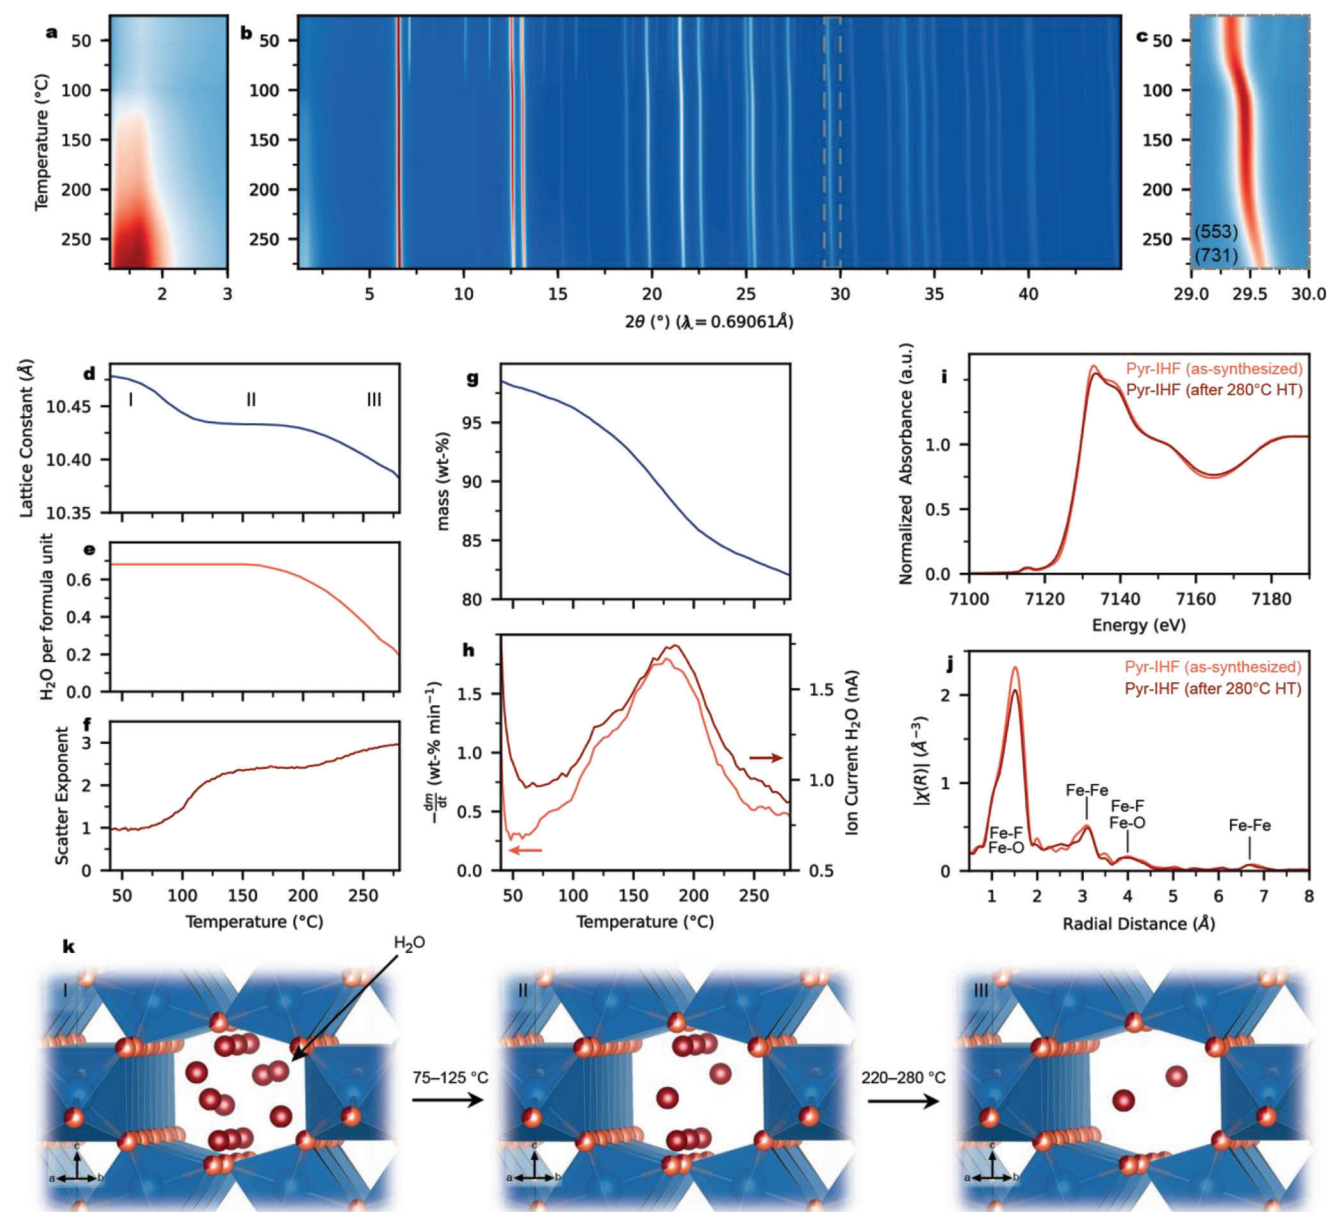 a
b
c
Temperature (°C)
50
100
150
200
250
2
3
5
10
15
20
25
30
35
40
2θ (°) (λ = 0.69061Å)
50
100
150
200
250
(553)
(731)
29.0
29.5
30.0
d
I
II
III
Lattice Constant (Å)
10.45
10.40
10.35
e
H2O per formula unit
0.6
0.4
0.2
0.0
f
Scatter Exponent
3
2
1
0
50
100
150
200
250
Temperature (°C)
g
mass (wt-%)
95
90
85
80
h
−dm/dt (wt-% min−1)
1.5
1.0
0.5
0.0
Ion Current H2O (nA)
1.5
1.0
0.5
50
100
150
200
250
Temperature (°C)
i
Pyr-IHF (as-synthesized)
Pyr-IHF (after 280°C HT)
Normalized Absorbance (a.u.)
1.0
0.5
0.0
7100
7120
7140
7160
7180
Energy (eV)
j
Pyr-IHF (as-synthesized)
Pyr-IHF (after 280°C HT)
|χ(R)| (Å−3)
2
1
0
Fe-F
Fe-O
Fe-Fe
Fe-F
Fe-O
Fe-Fe
1
2
3
4
5
6
7
8
Radial Distance (Å)
k
H2O
I
c
a
b
75–125 °C
II
c
a
b
220–280 °C
III
c
a
b